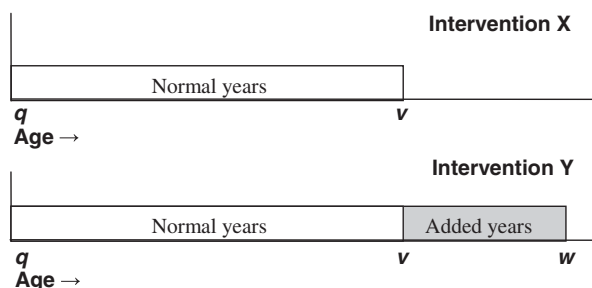 Intervention X
Normal years
q v
Age →
Intervention Y
Normal years Added years
q v w
Age →